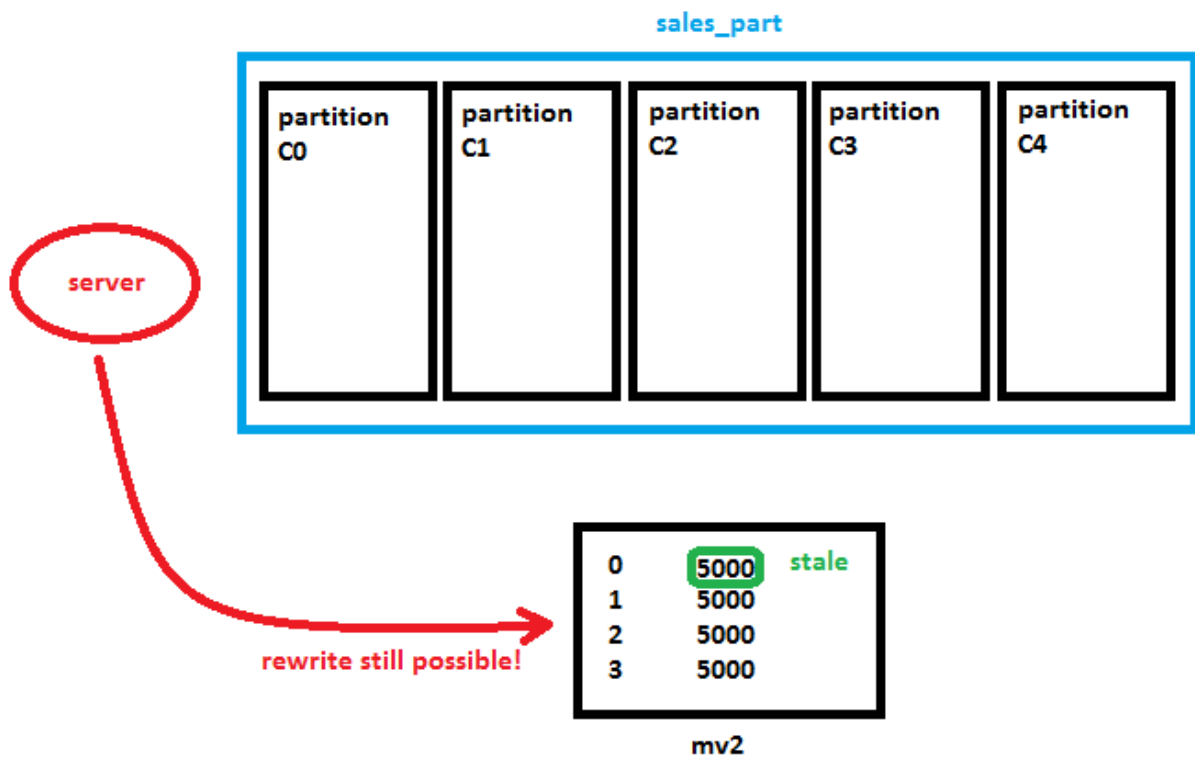 sales_part
partition
C0
partition
C1
partition
C2
partition
C3
partition
C4
server
rewrite still possible!
0 5000 stale
1 5000
2 5000
3 5000
mv2